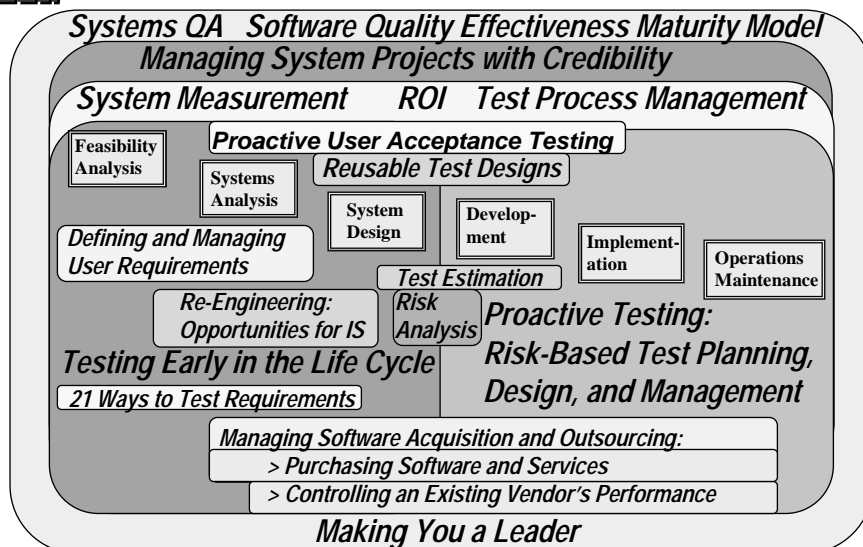 Systems QA Software Quality Effectiveness Maturity Model
Managing System Projects with Credibility
System Measurement ROI Test Process Management
Proactive User Acceptance Testing
Feasibility
Analysis
Reusable Test Designs
Systems
Analysis
System
Design
Develop-
ment
Implement-
ation
Operations
Maintenance
Defining and Managing
User Requirements
Test Estimation
Re-Engineering:
Opportunities for IS
Risk
Analysis
Proactive Testing:
Risk-Based Test Planning,
Design, and Management
Testing Early in the Life Cycle
21 Ways to Test Requirements
Managing Software Acquisition and Outsourcing:
> Purchasing Software and Services
> Controlling an Existing Vendor's Performance
Making You a Leader